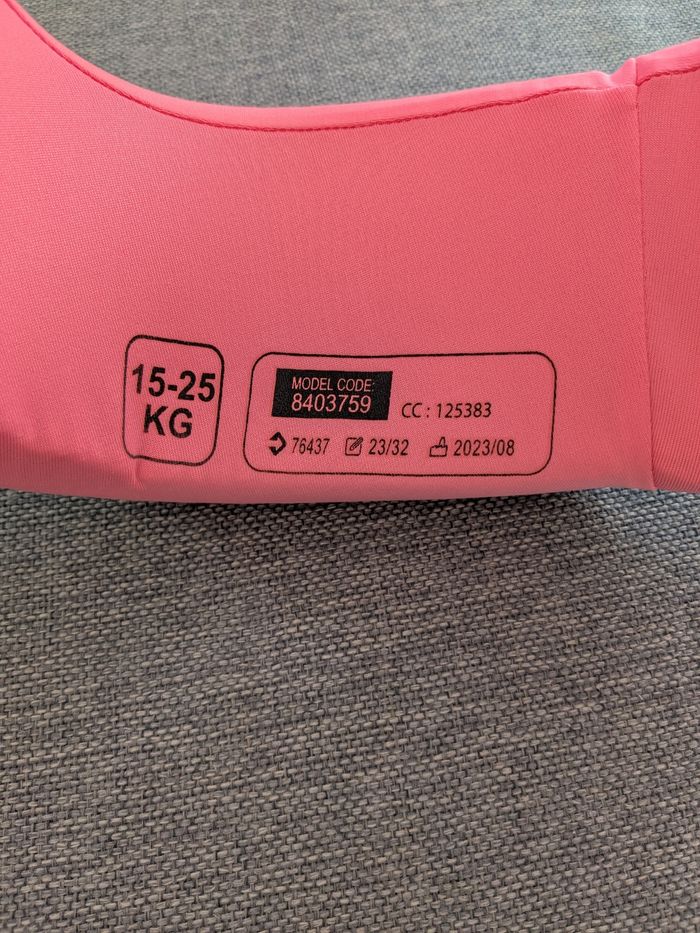 15-25
KG
MODEL CODE:
8403759
CC : 125383
76437 23/32 2023/08